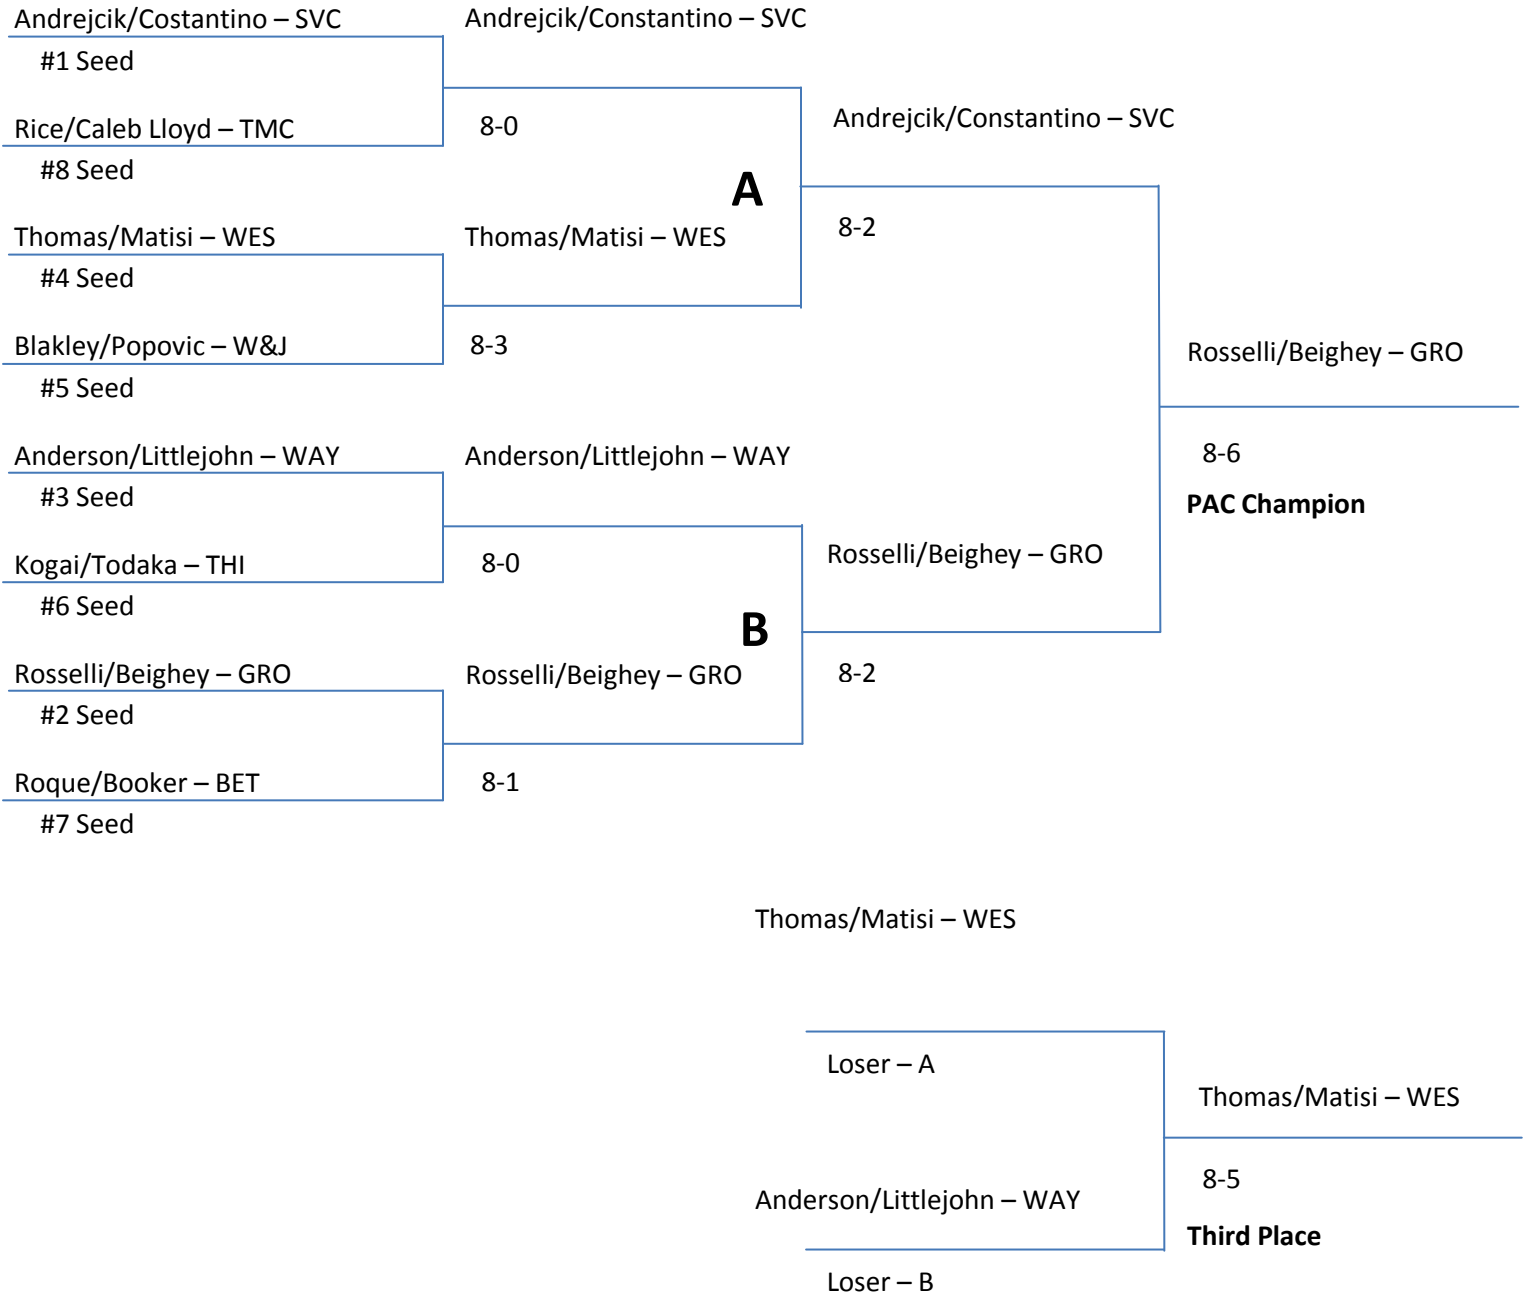 Andrejcik/Costantino – SVC
#1 Seed
Rice/Caleb Lloyd – TMC
#8 Seed
Thomas/Matisi – WES
#4 Seed
Blakley/Popovic – W&J
#5 Seed
Anderson/Littlejohn – WAY
#3 Seed
Kogai/Todaka – THI
#6 Seed
Rosselli/Beighey – GRO
#2 Seed
Roque/Booker – BET
#7 Seed
Andrejcik/Constantino – SVC
8-0
Thomas/Matisi – WES
8-3
Anderson/Littlejohn – WAY
8-0
Rosselli/Beighey – GRO
8-1
A
B
Andrejcik/Constantino – SVC
8-2
Rosselli/Beighey – GRO
8-2
Rosselli/Beighey – GRO
8-6
PAC Champion
Thomas/Matisi – WES
Loser – A
Anderson/Littlejohn – WAY
Loser – B
Thomas/Matisi – WES
8-5
Third Place